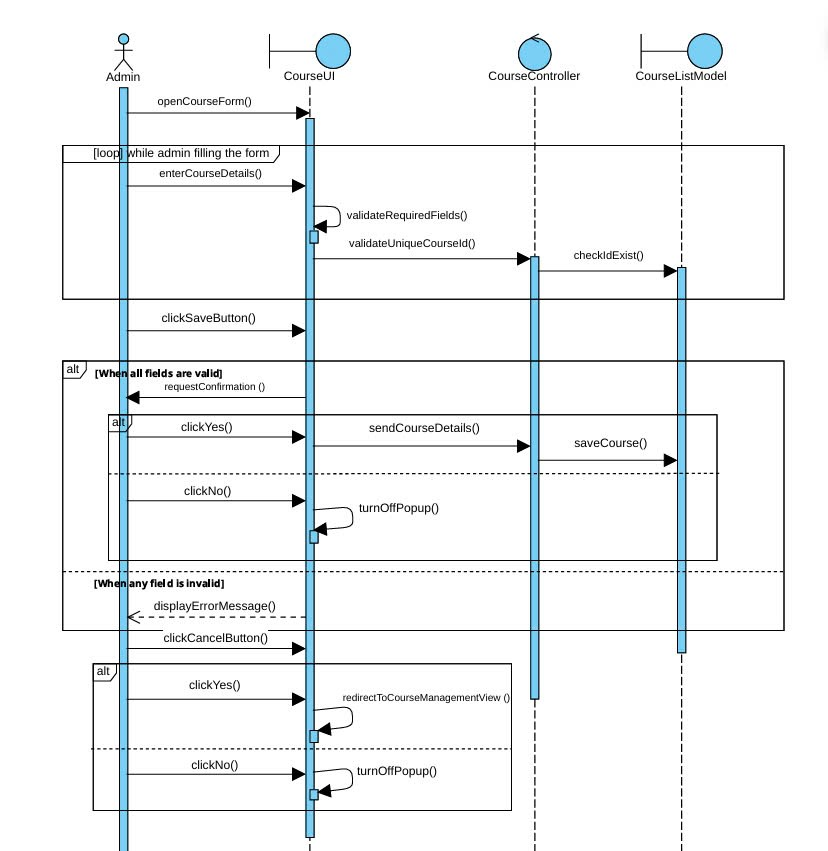 Admin
CourseUI
CourseController
CourseListModel
openCourseForm()
[loop] while admin filling the form
enterCourseDetails()
validateRequiredFields()
validateUniqueCourseId()
checkIdExist()
clickSaveButton()
alt
[When all fields are valid]
requestConfirmation ()
alt
clickYes()
sendCourseDetails()
saveCourse()
clickNo()
turnOffPopup()
[When any field is invalid]
displayErrorMessage()
clickCancelButton()
alt
clickYes()
redirectToCourseManagementView ()
clickNo()
turnOffPopup()